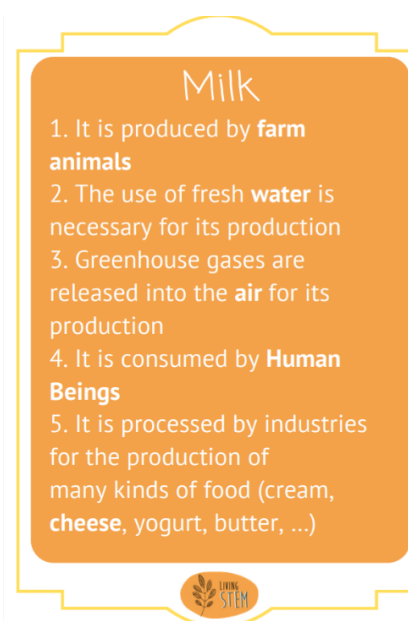 Milk
1. It is produced by farm
animals
2. The use of fresh water is
necessary for its production
3. Greenhouse gases are
released into the air for its
production
4. It is consumed by Human
Beings
5. It is processed by industries
for the production of
many kinds of food (cream,
cheese, yogurt, butter, ...)
LIVING
STEM